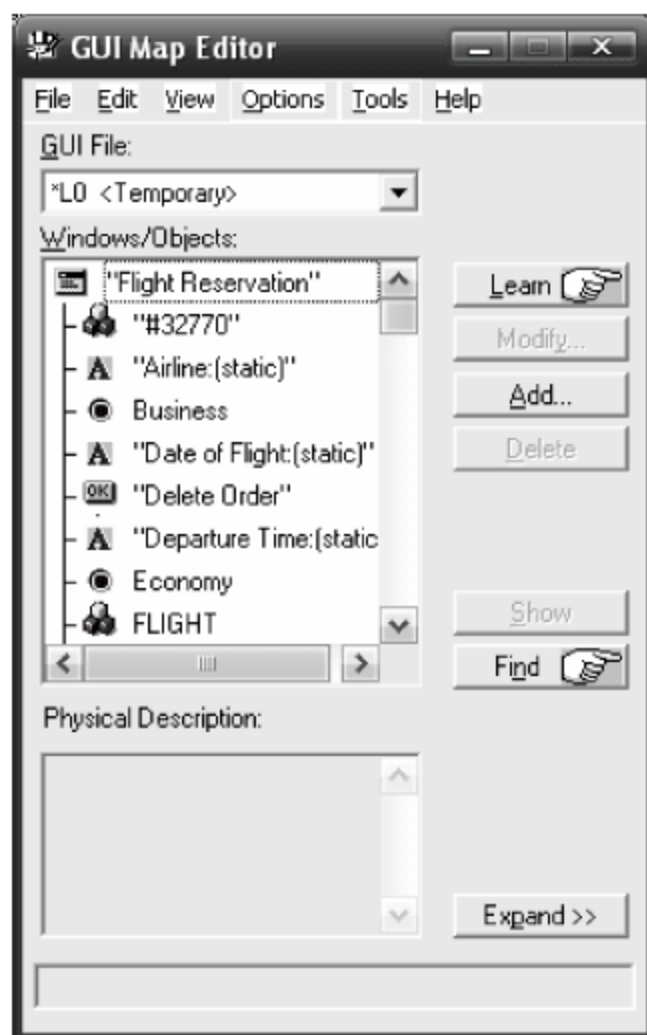 GUI Map Editor
File Edit View Options Tools Help
GUI File:
*L0 <Temporary>
Windows/Objects:
"Flight Reservation"
"#32770"
"Airline:(static)"
Business
"Date of Flight:(static)"
OK "Delete Order"
"Departure Time:(static
Economy
FLIGHT
Learn
Modify...
Add...
Delete
Show
Find
Physical Description:
Expand >>